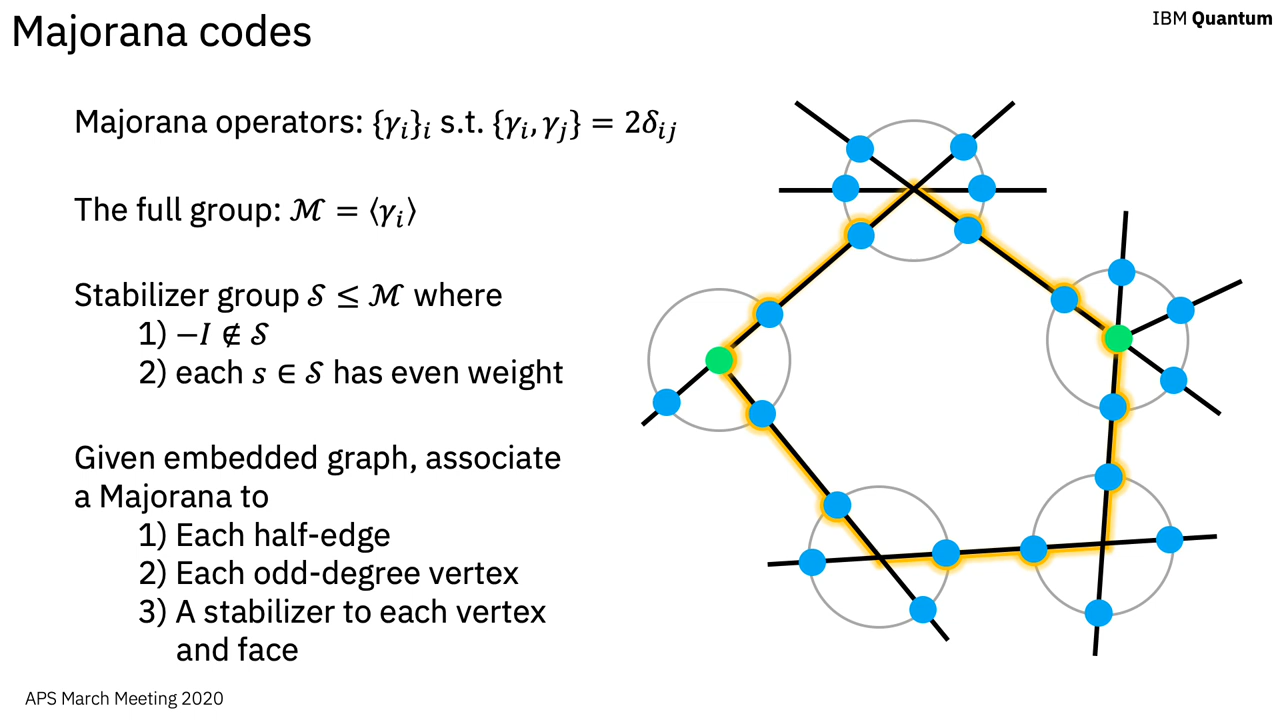 Majorana codes
IBM Quantum
Majorana operators: {γᵢ}ᵢ s.t. {γᵢ, γⱼ} = 2δᵢⱼ
The full group: ℳ = ⟨γᵢ⟩
Stabilizer group 𝒮 ≤ ℳ where
1) −I ∉ 𝒮
2) each s ∈ 𝒮 has even weight
Given embedded graph, associate
a Majorana to
1) Each half-edge
2) Each odd-degree vertex
3) A stabilizer to each vertex
and face
APS March Meeting 2020